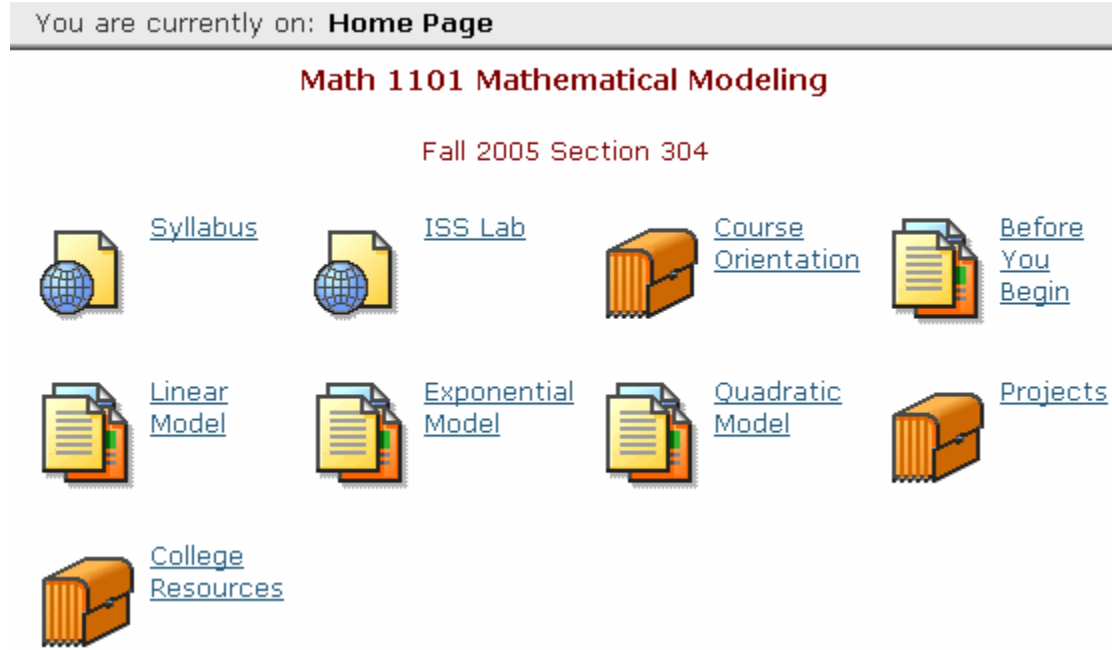 You are currently on: Home Page
Math 1101 Mathematical Modeling
Fall 2005 Section 304
Syllabus
ISS Lab
Course
Orientation
Before
You
Begin
Linear
Model
Exponential
Model
Quadratic
Model
Projects
College
Resources